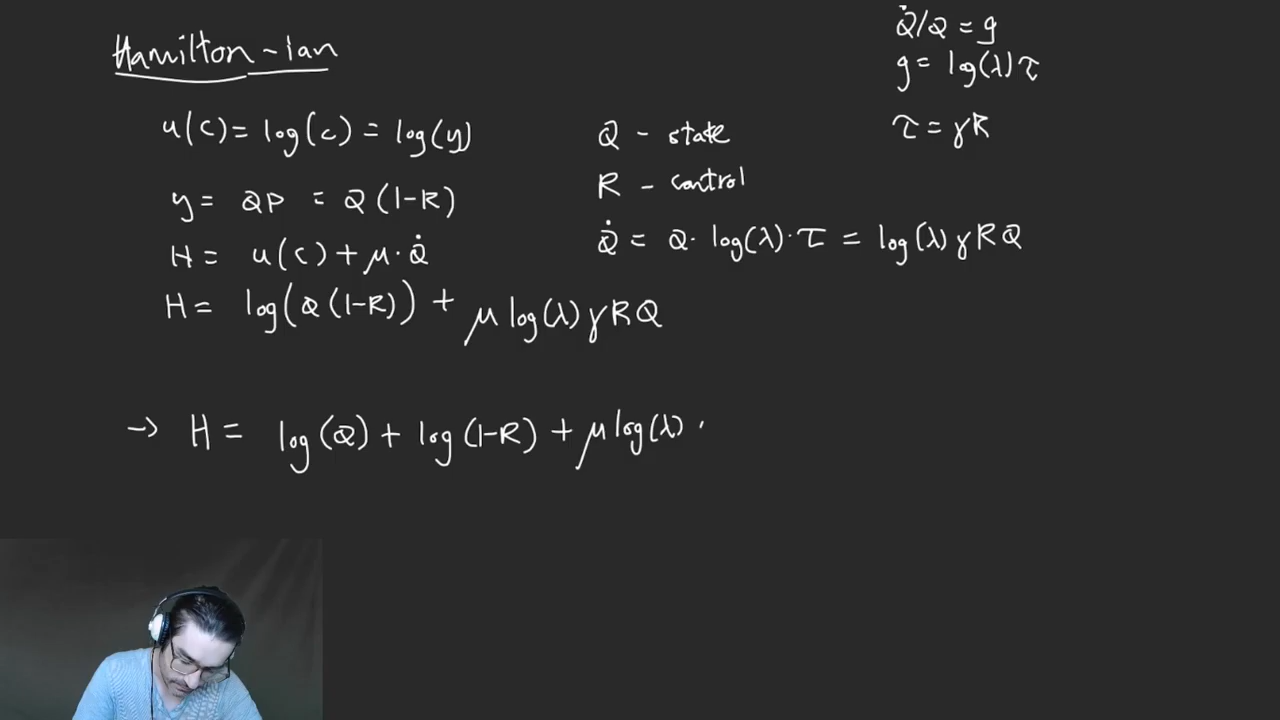 Hamilton-ian
u(c) = log(c) = log(y)
y = QP = Q(1-R)
H = u(c) + μ·Q̇
H = log(Q(1-R)) + μ log(λ) γ R Q
→ H = log(Q) + log(1-R) + μ log(λ) ·
Q - state
R - control
Q̇ = Q· log(λ)· τ = log(λ) γ R Q
Q̇/Q = g
g = log(λ) τ
τ = γR